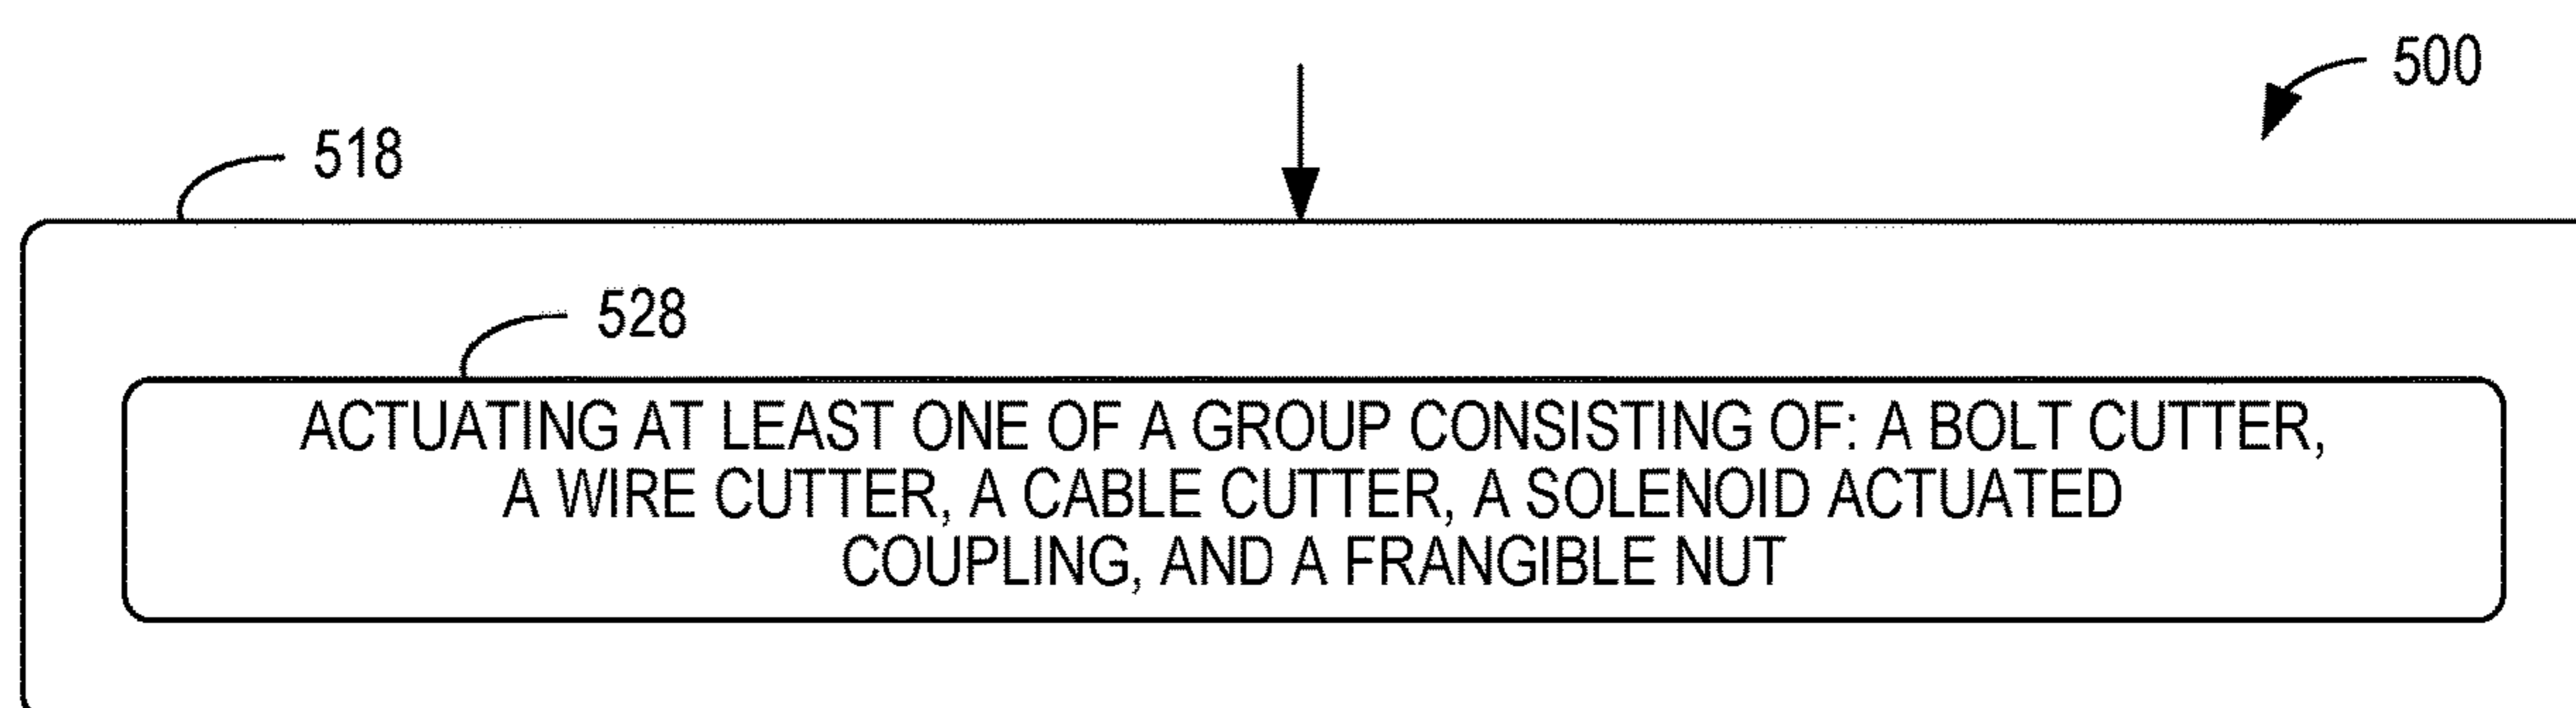 500
518
528
ACTUATING AT LEAST ONE OF A GROUP CONSISTING OF: A BOLT CUTTER,
A WIRE CUTTER, A CABLE CUTTER, A SOLENOID ACTUATED
COUPLING, AND A FRANGIBLE NUT